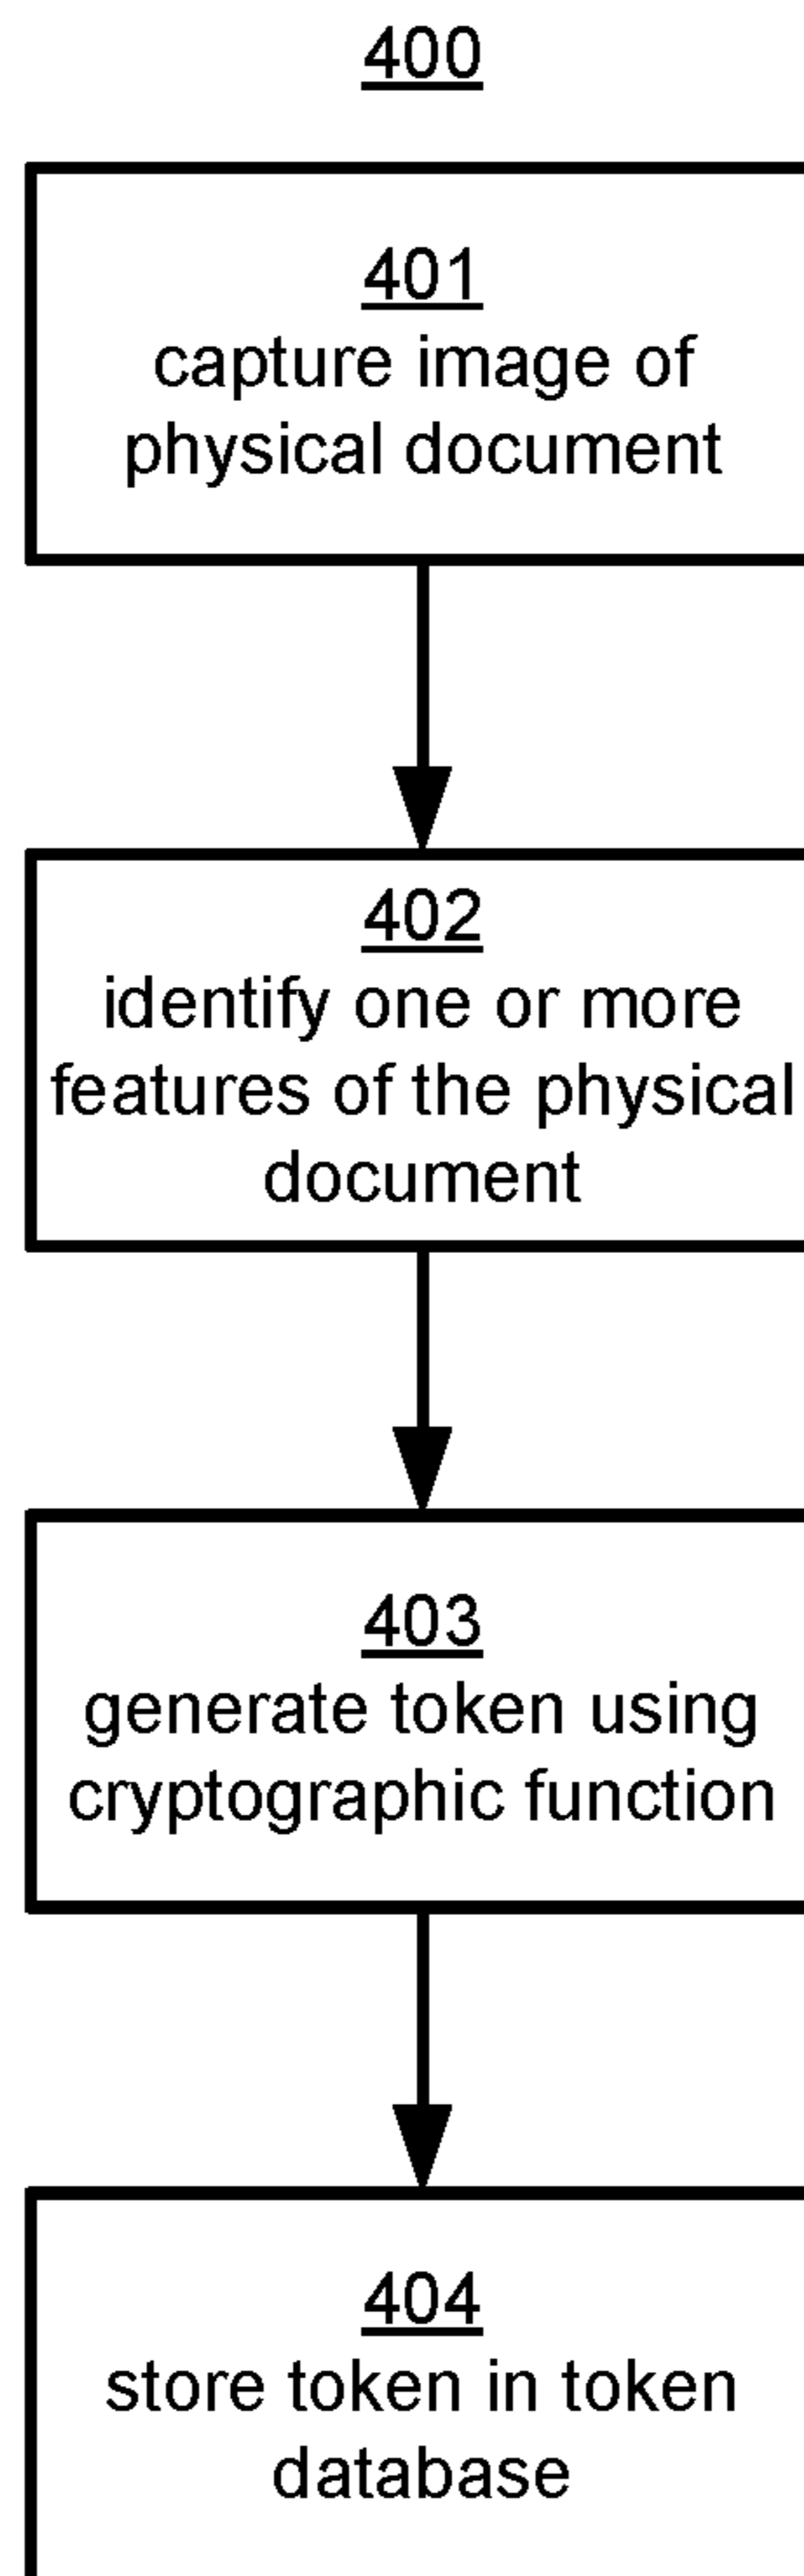 400
401
capture image of
physical document
402
identify one or more
features of the physical
document
403
generate token using
cryptographic function
404
store token in token
database